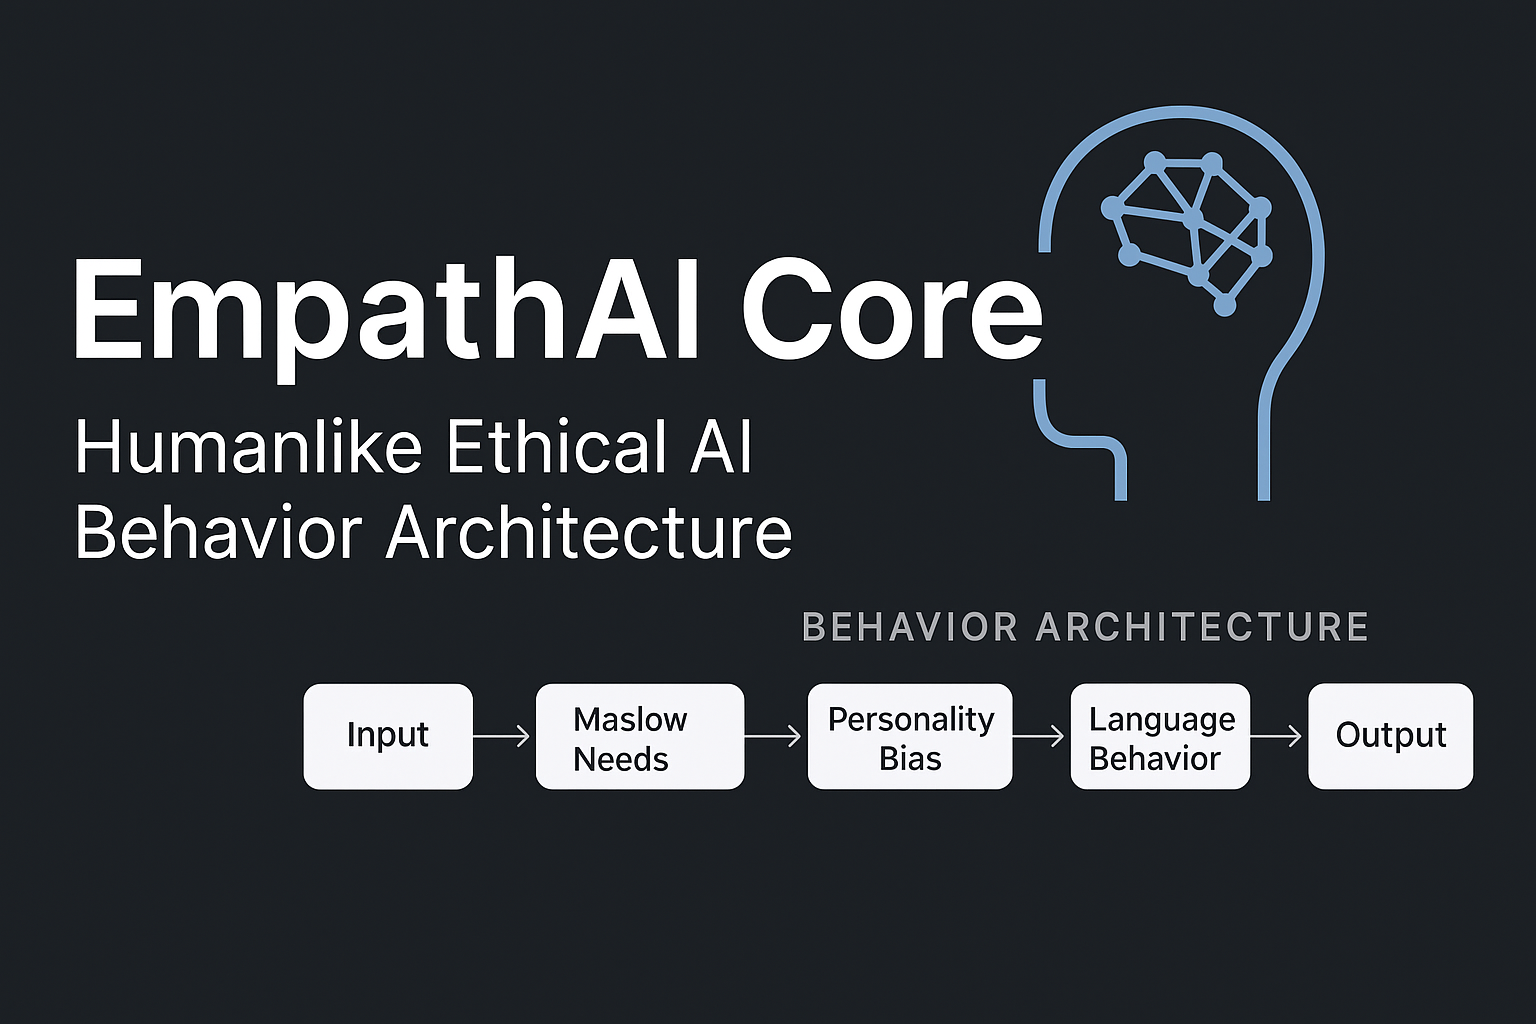 EmpathAI Core
Humanlike Ethical AI
Behavior Architecture
BEHAVIOR ARCHITECTURE
Input
Maslow
Needs
Personality
Bias
Language
Behavior
Output